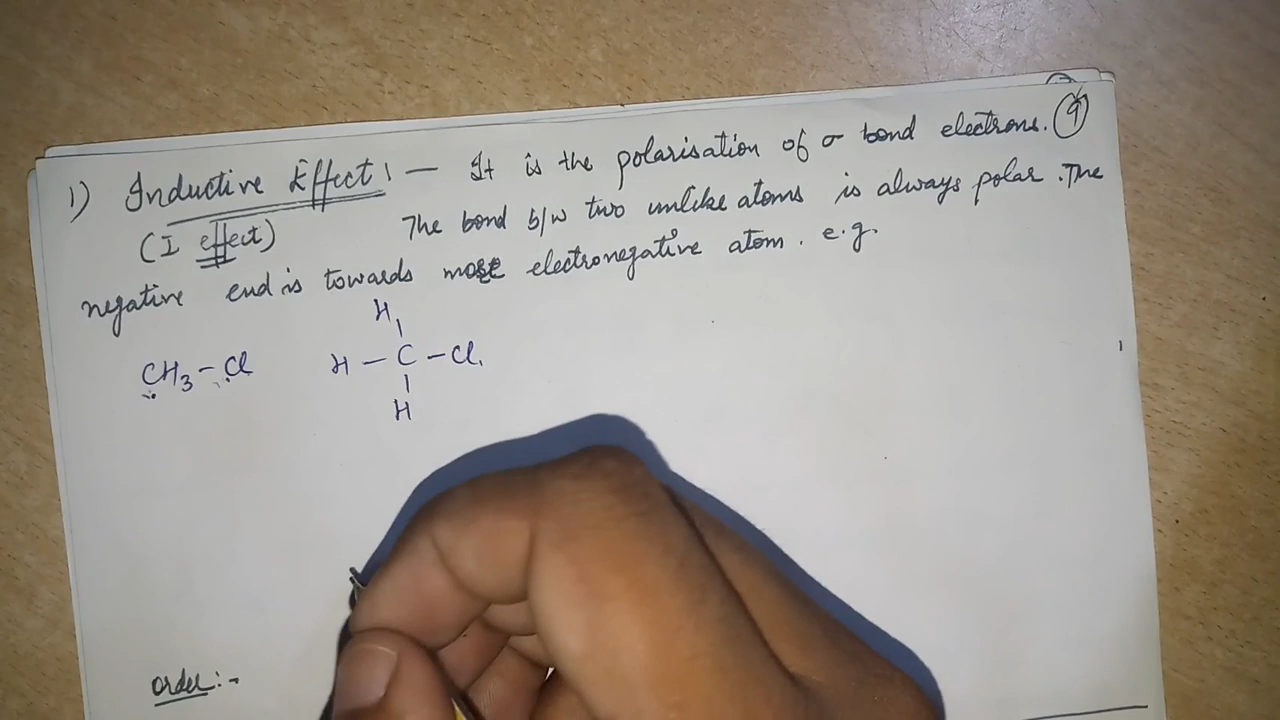 1) Inductive Effect :— It is the polarisation of σ bond electrons. 9
(I effect) The bond b/w two unlike atoms is always polar. The
negative end is towards more electronegative atom. e.g.
H
CH3 – Cl H – C – Cl
H
Order :-